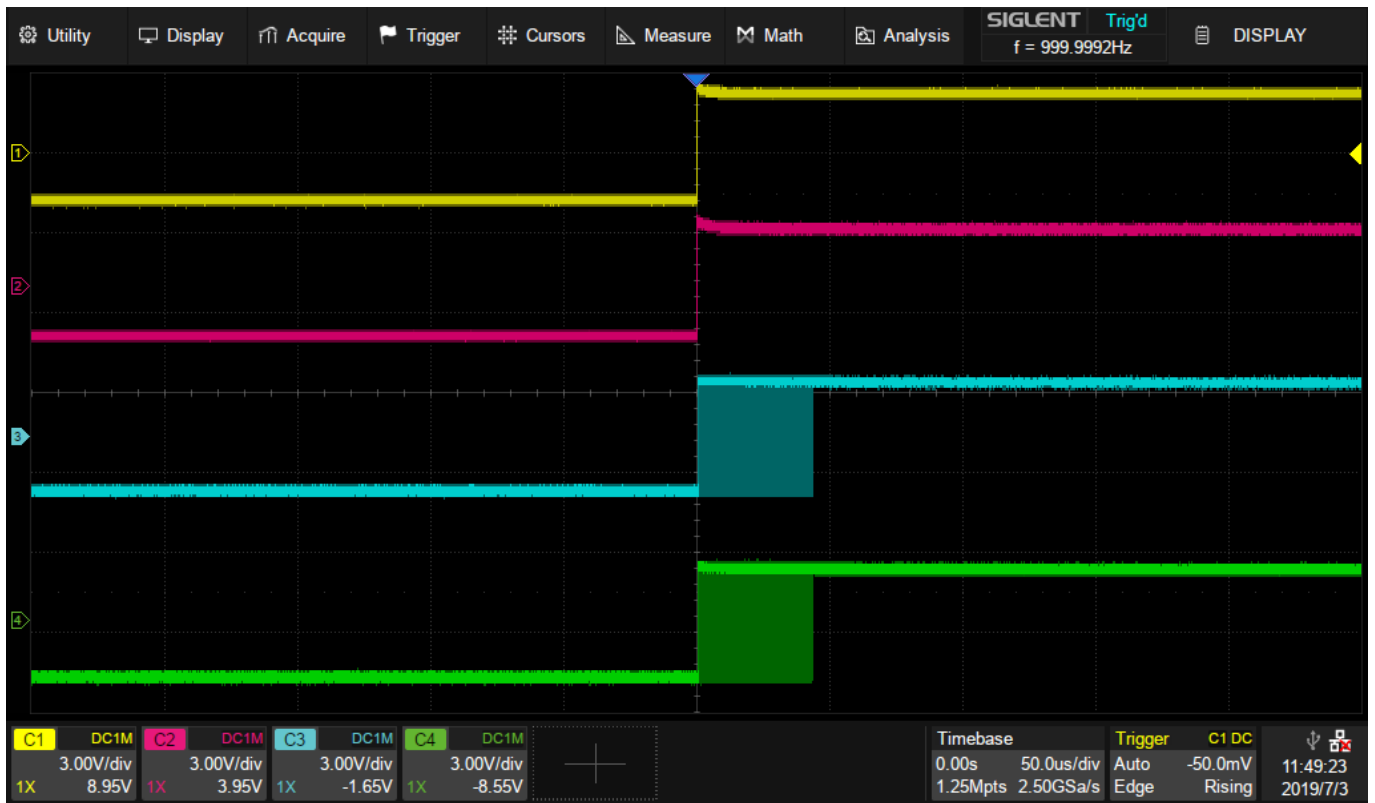 Utility Display Acquire Trigger Cursors Measure Math Analysis SIGLENT Trig'd DISPLAY
f = 999.9992Hz
1
2
3
4
C1 DC1M C2 DC1M C3 DC1M C4 DC1M Timebase Trigger C1 DC
3.00V/div 3.00V/div 3.00V/div 3.00V/div 0.00s 50.0us/div Auto -50.0mV 11:49:23
1X 8.95V 1X 3.95V 1X -1.65V 1X -8.55V 1.25Mpts 2.50GSa/s Edge Rising 2019/7/3